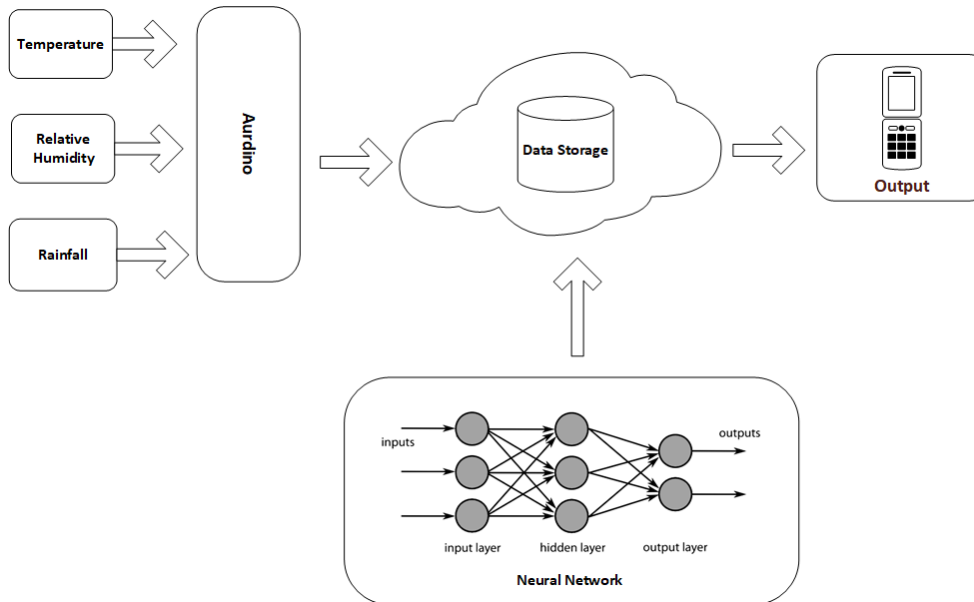 Temperature
Relative
Humidity
Rainfall
Aurdino
Data Storage
Output
inputs
outputs
input layer
hidden layer
output layer
Neural Network